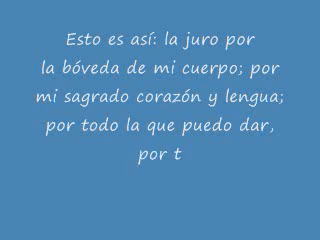 Esto es así: la juro por
la bóveda de mi cuerpo; por
mi sagrado corazón y lengua;
por todo la que puedo dar,
por t